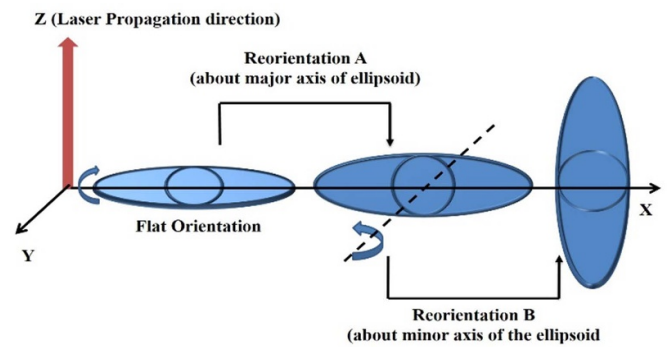 Z (Laser Propagation direction)
Reorientation A
(about major axis of ellipsoid)
X
Flat Orientation
Y
Reorientation B
(about minor axis of the ellipsoid